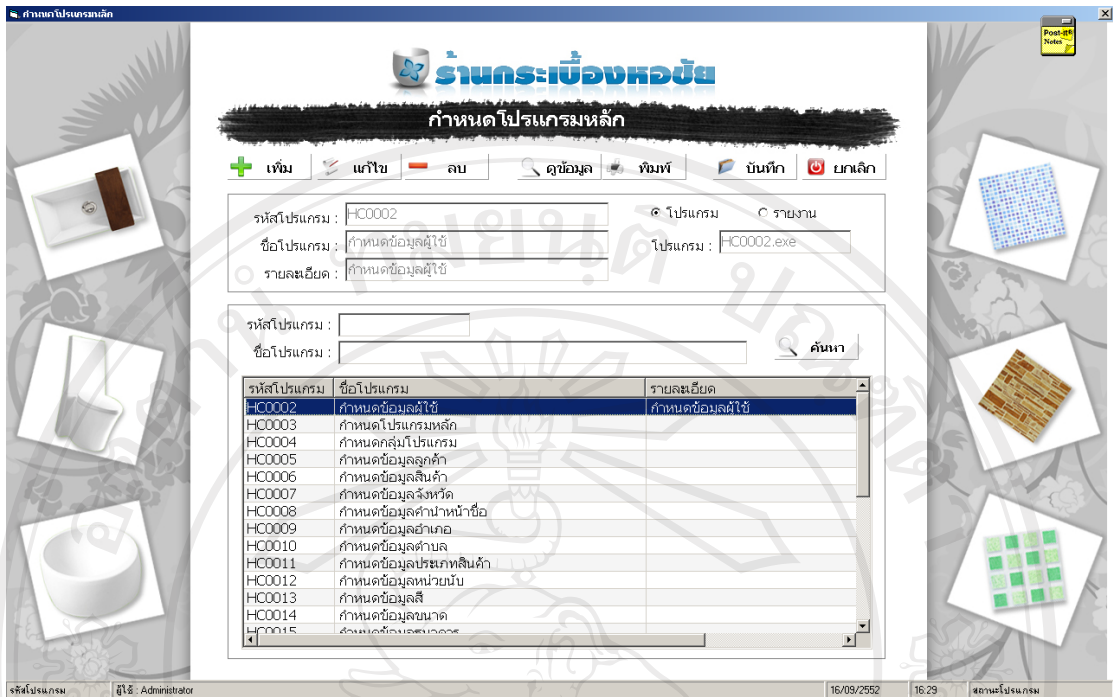 กำหนดโปรแกรมหลัก
Post-it®
Notes
ร้านกระเบื้องหอชัย
กำหนดโปรแกรมหลัก
เพิ่ม แก้ไข ลบ ดูข้อมูล พิมพ์ บันทึก ยกเลิก
รหัสโปรแกรม : HC0002 โปรแกรม รายงาน
ชื่อโปรแกรม : กำหนดข้อมูลผู้ใช้ โปรแกรม : HC0002.exe
รายละเอียด : กำหนดข้อมูลผู้ใช้
รหัสโปรแกรม :
ชื่อโปรแกรม : ค้นหา
รหัสโปรแกรม ชื่อโปรแกรม รายละเอียด
HC0002 กำหนดข้อมูลผู้ใช้ กำหนดข้อมูลผู้ใช้
HC0003 กำหนดโปรแกรมหลัก
HC0004 กำหนดกลุ่มโปรแกรม
HC0005 กำหนดข้อมูลลูกค้า
HC0006 กำหนดข้อมูลสินค้า
HC0007 กำหนดข้อมูลจังหวัด
HC0008 กำหนดข้อมูลคำนำหน้าชื่อ
HC0009 กำหนดข้อมูลอำเภอ
HC0010 กำหนดข้อมูลตำบล
HC0011 กำหนดข้อมูลประเภทสินค้า
HC0012 กำหนดข้อมูลหน่วยนับ
HC0013 กำหนดข้อมูลสี
HC0014 กำหนดข้อมูลขนาด
HC0015 กำหนดข้อมูลธนาคาร
รหัสโปรแกรม ผู้ใช้ : Administrator 16/09/2552 16:29 สถานะโปรแกรม